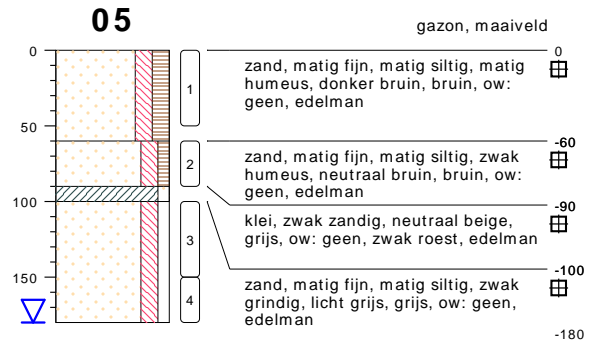 05
gazon, maaiveld
0
0
zand, matig fijn, matig siltig, matig
humeus, donker bruin, bruin, ow:
geen, edelman
1
50
-60
zand, matig fijn, matig siltig, zwak
humeus, neutraal bruin, bruin, ow:
geen, edelman
2
-90
100
klei, zwak zandig, neutraal beige,
grijs, ow: geen, zwak roest, edelman
3
-100
150
zand, matig fijn, matig siltig, zwak
grindig, licht grijs, grijs, ow: geen,
edelman
4
-180